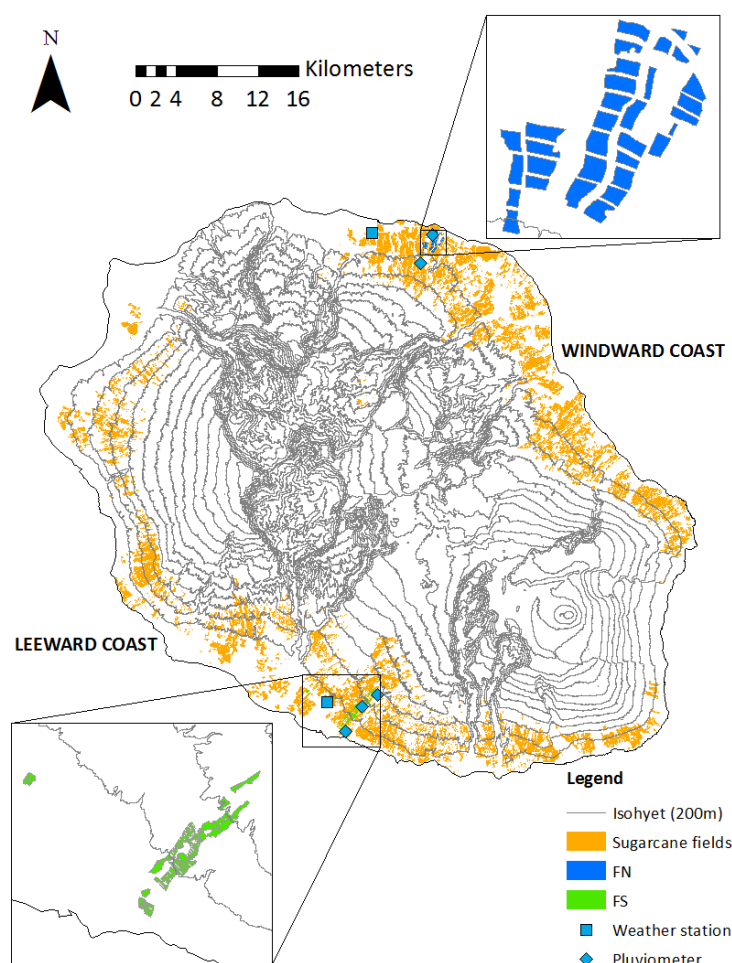 N
Kilometers
0 2 4 8 12 16
WINDWARD COAST
LEEWARD COAST
Legend
Isohyet (200m)
Sugarcane fields
FN
FS
Weather station
Pluviometer